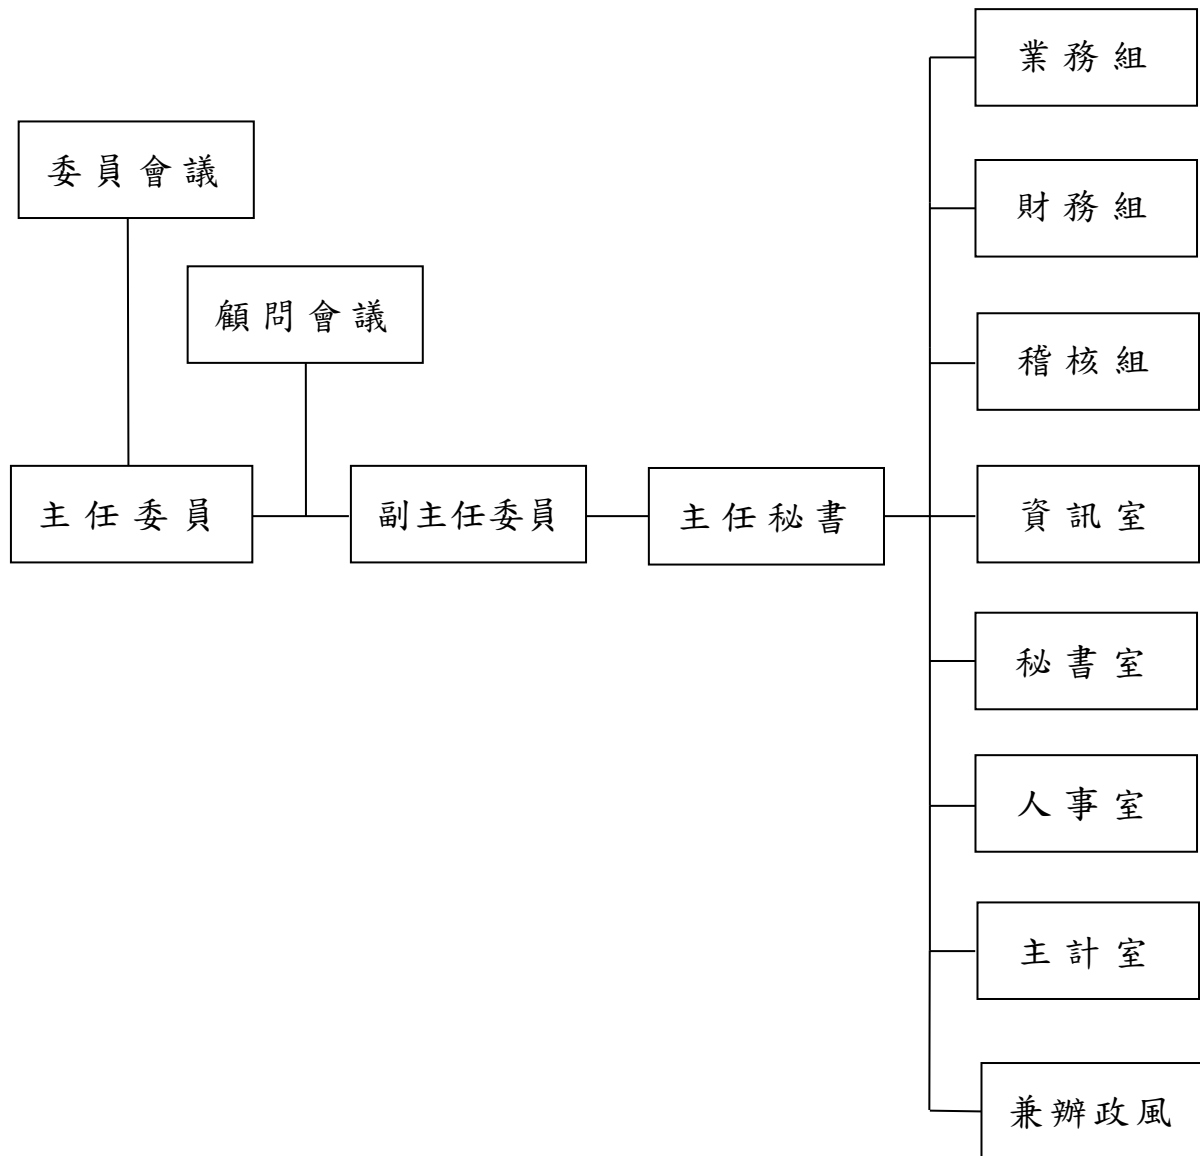 委員會議
顧問會議
主任委員
副主任委員
主任秘書
業務組
財務組
稽核組
資訊室
秘書室
人事室
主計室
兼辦政風